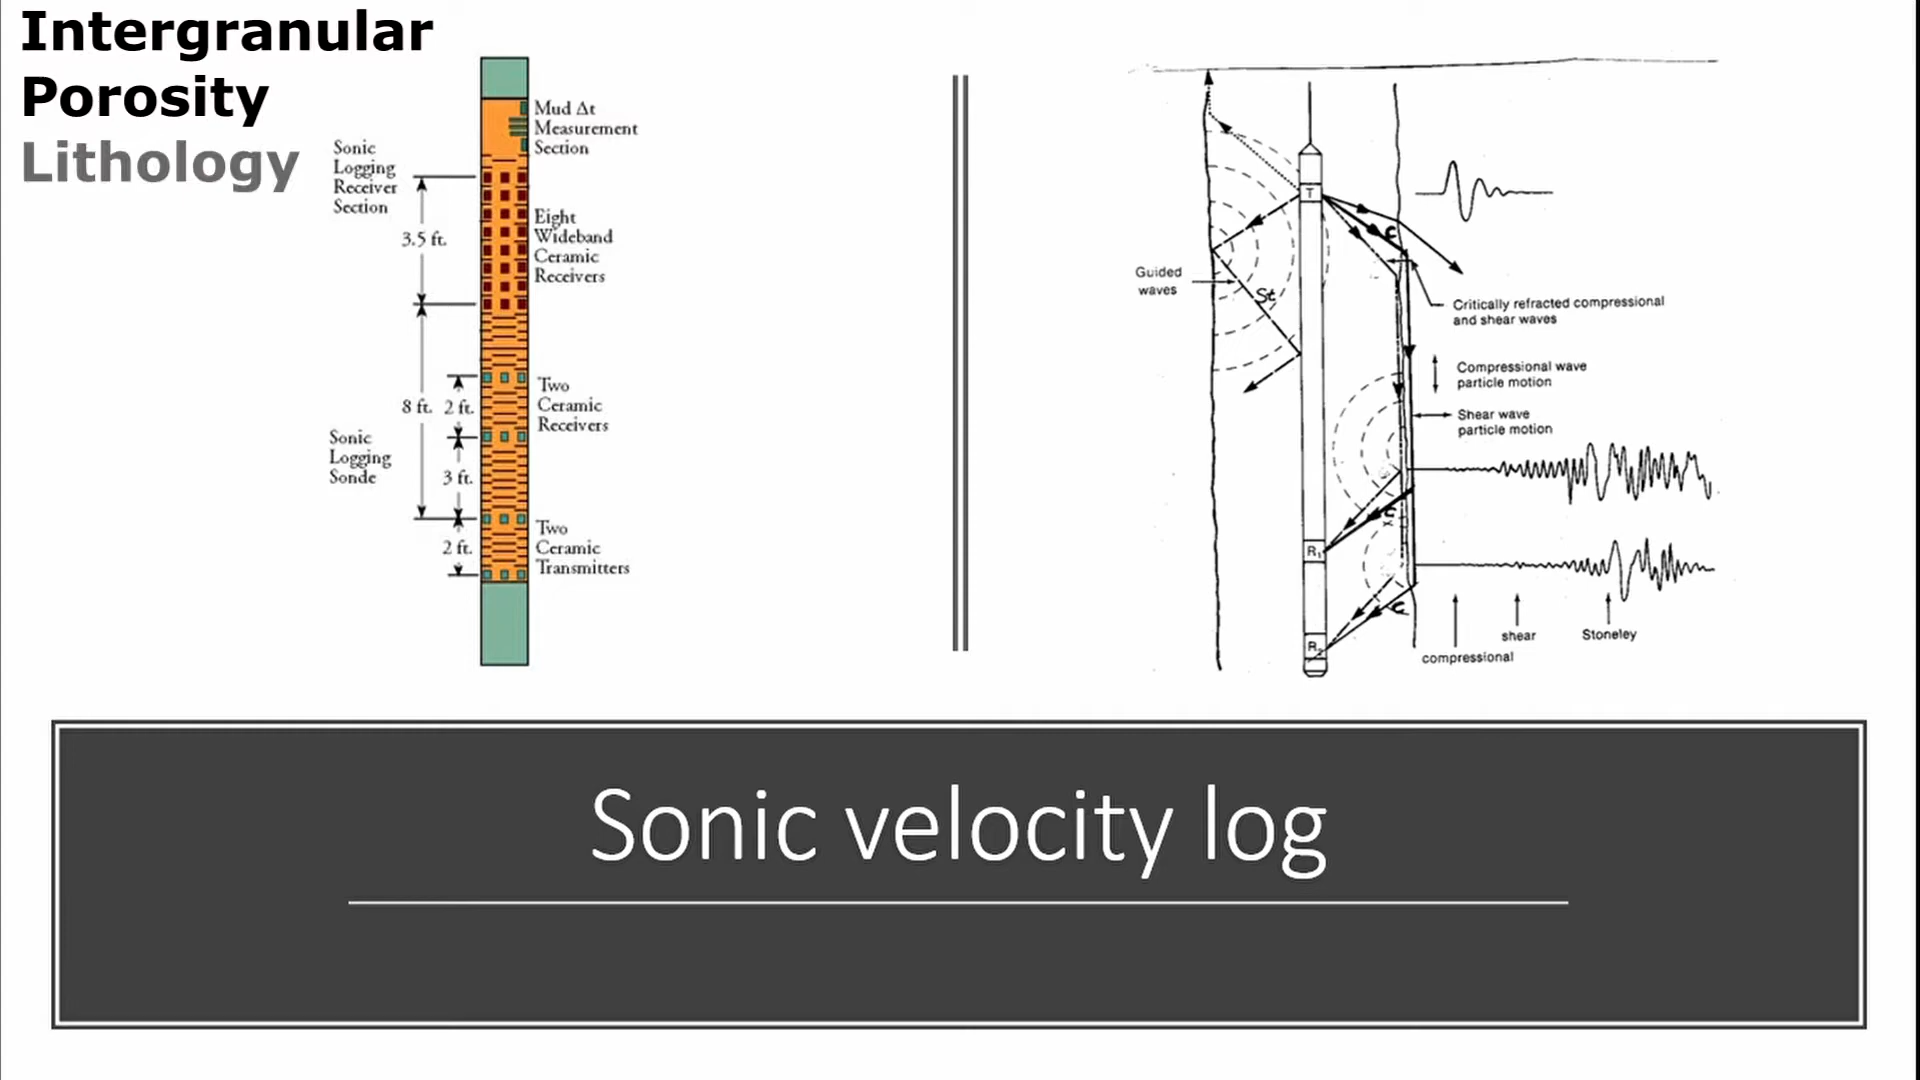 Intergranular
Porosity
Lithology
Sonic
Logging
Receiver
Section
3.5 ft.
8 ft.
2 ft.
Sonic
Logging
Sonde
3 ft.
2 ft.
Mud Δt
Measurement
Section
Eight
Wideband
Ceramic
Receivers
Two
Ceramic
Receivers
Two
Ceramic
Transmitters
T
C
Guided
waves
St
Critically refracted compressional
and shear waves
Compressional wave
particle motion
Shear wave
particle motion
R1
R2
C
shear
Stoneley
compressional
Sonic velocity log